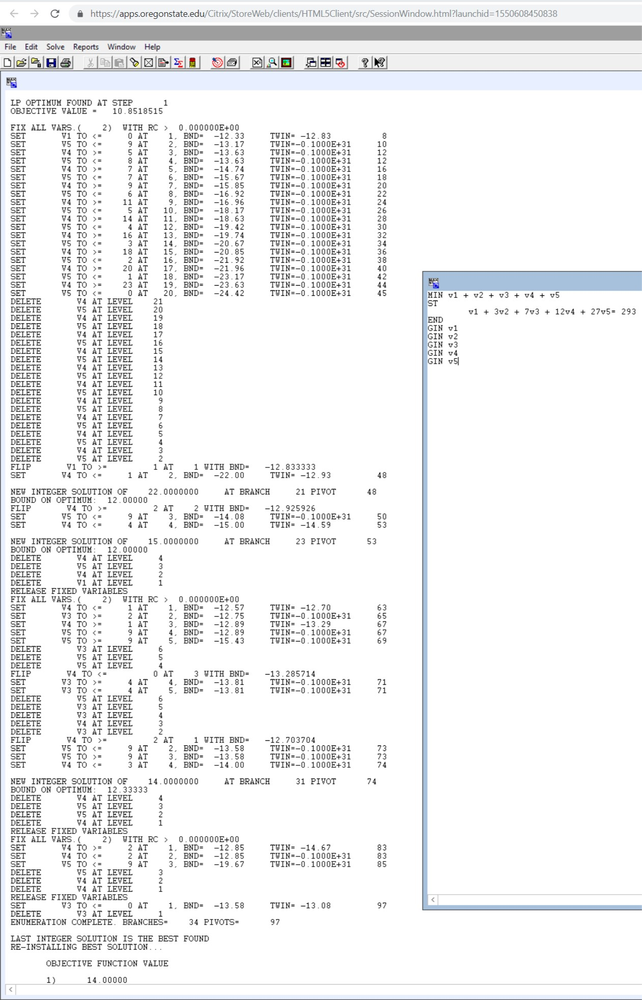 https://apps.oregonstate.edu/Citrix/StoreWeb/clients/HTML5Client/src/SessionWindow.html?launchid=1550608450838
File Edit Solve Reports Window Help
LP OPTIMUM FOUND AT STEP 1
OBJECTIVE VALUE = 10.8518515
FIX ALL VARS.( 2) WITH RC > 0.000000E+00
SET V1 TO <= 0 AT 1, BND= -12.33 TWIN= -12.83 8
SET V5 TO <= 9 AT 2, BND= -13.17 TWIN=-0.1000E+31 10
SET V4 TO >= 5 AT 3, BND= -13.63 TWIN=-0.1000E+31 12
SET V5 TO <= 8 AT 4, BND= -13.63 TWIN=-0.1000E+31 12
SET V4 TO >= 7 AT 5, BND= -14.74 TWIN=-0.1000E+31 16
SET V5 TO <= 7 AT 6, BND= -15.67 TWIN=-0.1000E+31 18
SET V4 TO >= 9 AT 7, BND= -15.85 TWIN=-0.1000E+31 20
SET V5 TO <= 6 AT 8, BND= -16.92 TWIN=-0.1000E+31 22
SET V4 TO >= 11 AT 9, BND= -16.96 TWIN=-0.1000E+31 24
SET V5 TO <= 5 AT 10, BND= -18.17 TWIN=-0.1000E+31 26
SET V4 TO >= 14 AT 11, BND= -18.63 TWIN=-0.1000E+31 28
SET V5 TO <= 4 AT 12, BND= -19.42 TWIN=-0.1000E+31 30
SET V4 TO >= 16 AT 13, BND= -19.74 TWIN=-0.1000E+31 32
SET V5 TO <= 3 AT 14, BND= -20.67 TWIN=-0.1000E+31 34
SET V4 TO >= 18 AT 15, BND= -20.85 TWIN=-0.1000E+31 36
SET V5 TO <= 2 AT 16, BND= -21.92 TWIN=-0.1000E+31 38
SET V4 TO >= 20 AT 17, BND= -21.96 TWIN=-0.1000E+31 40
SET V5 TO <= 1 AT 18, BND= -23.17 TWIN=-0.1000E+31 42
SET V4 TO >= 23 AT 19, BND= -23.63 TWIN=-0.1000E+31 44
SET V5 TO <= 0 AT 20, BND= -24.42 TWIN=-0.1000E+31 45
DELETE V4 AT LEVEL 21
DELETE V5 AT LEVEL 20
DELETE V4 AT LEVEL 19
DELETE V5 AT LEVEL 18
DELETE V4 AT LEVEL 17
DELETE V5 AT LEVEL 16
DELETE V4 AT LEVEL 15
DELETE V5 AT LEVEL 14
DELETE V4 AT LEVEL 13
DELETE V5 AT LEVEL 12
DELETE V4 AT LEVEL 11
DELETE V5 AT LEVEL 10
DELETE V4 AT LEVEL 9
DELETE V5 AT LEVEL 8
DELETE V4 AT LEVEL 7
DELETE V5 AT LEVEL 6
DELETE V4 AT LEVEL 5
DELETE V5 AT LEVEL 4
DELETE V4 AT LEVEL 3
DELETE V5 AT LEVEL 2
FLIP V1 TO >= 1 AT 1 WITH BND= -12.833333
SET V4 TO <= 1 AT 2, BND= -22.00 TWIN= -12.93 48
NEW INTEGER SOLUTION OF 22.0000000 AT BRANCH 21 PIVOT 48
BOUND ON OPTIMUM: 12.00000
FLIP V4 TO >= 2 AT 2 WITH BND= -12.925926
SET V5 TO <= 9 AT 3, BND= -14.08 TWIN=-0.1000E+31 50
SET V4 TO <= 4 AT 4, BND= -15.00 TWIN= -14.59 53
NEW INTEGER SOLUTION OF 15.0000000 AT BRANCH 23 PIVOT 53
BOUND ON OPTIMUM: 12.00000
DELETE V4 AT LEVEL 4
DELETE V5 AT LEVEL 3
DELETE V4 AT LEVEL 2
DELETE V1 AT LEVEL 1
RELEASE FIXED VARIABLES
FIX ALL VARS.( 2) WITH RC > 0.000000E+00
SET V4 TO <= 1 AT 1, BND= -12.57 TWIN= -12.70 63
SET V3 TO >= 2 AT 2, BND= -12.75 TWIN=-0.1000E+31 65
SET V4 TO >= 1 AT 3, BND= -12.89 TWIN= -13.29 67
SET V5 TO <= 9 AT 4, BND= -12.89 TWIN=-0.1000E+31 67
SET V5 TO >= 9 AT 5, BND= -15.43 TWIN=-0.1000E+31 69
DELETE V3 AT LEVEL 6
DELETE V5 AT LEVEL 5
DELETE V5 AT LEVEL 4
FLIP V4 TO <= 0 AT 3 WITH BND= -13.285714
SET V3 TO >= 4 AT 4, BND= -13.81 TWIN=-0.1000E+31 71
SET V3 TO <= 4 AT 5, BND= -13.81 TWIN=-0.1000E+31 71
DELETE V5 AT LEVEL 6
DELETE V3 AT LEVEL 5
DELETE V3 AT LEVEL 4
DELETE V4 AT LEVEL 3
DELETE V3 AT LEVEL 2
FLIP V4 TO >= 2 AT 1 WITH BND= -12.703704
SET V5 TO <= 9 AT 2, BND= -13.58 TWIN=-0.1000E+31 73
SET V5 TO >= 9 AT 3, BND= -13.58 TWIN=-0.1000E+31 73
SET V4 TO <= 3 AT 4, BND= -14.00 TWIN=-0.1000E+31 74
NEW INTEGER SOLUTION OF 14.0000000 AT BRANCH 31 PIVOT 74
BOUND ON OPTIMUM: 12.33333
DELETE V4 AT LEVEL 4
DELETE V5 AT LEVEL 3
DELETE V5 AT LEVEL 2
DELETE V4 AT LEVEL 1
RELEASE FIXED VARIABLES
FIX ALL VARS.( 2) WITH RC > 0.000000E+00
SET V4 TO >= 2 AT 1, BND= -12.85 TWIN= -14.67 83
SET V4 TO <= 2 AT 2, BND= -12.85 TWIN=-0.1000E+31 83
SET V5 TO <= 9 AT 3, BND= -19.67 TWIN=-0.1000E+31 85
DELETE V5 AT LEVEL 3
DELETE V4 AT LEVEL 2
DELETE V4 AT LEVEL 1
RELEASE FIXED VARIABLES
SET V3 TO <= 0 AT 1, BND= -13.58 TWIN= -13.08 97
DELETE V3 AT LEVEL 1
ENUMERATION COMPLETE. BRANCHES= 34 PIVOTS= 97
LAST INTEGER SOLUTION IS THE BEST FOUND
RE-INSTALLING BEST SOLUTION...
OBJECTIVE FUNCTION VALUE
1) 14.00000
MIN v1 + v2 + v3 + v4 + v5
ST
v1 + 3v2 + 7v3 + 12v4 + 27v5= 293
END
GIN v1
GIN v2
GIN v3
GIN v4
GIN v5